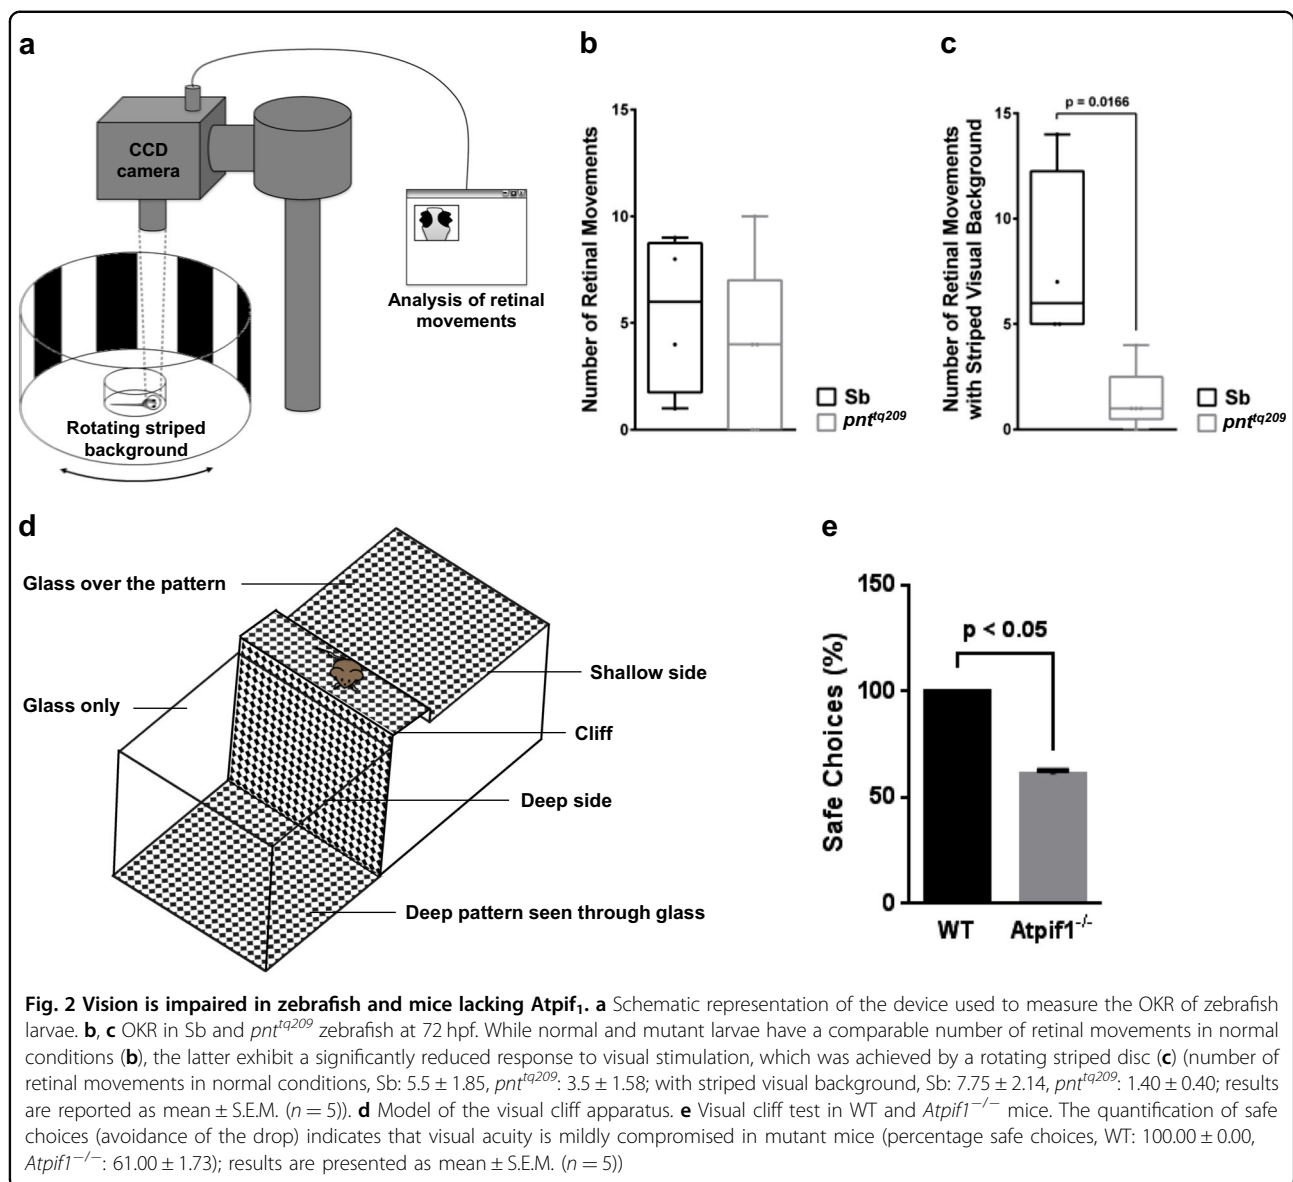 a
CCD
camera
Rotating striped
background
Analysis of retinal
movements
b
Number of Retinal Movements
15
10
5
0
Sb
pnt^tq209
c
Number of Retinal Movements
with Striped Visual Background
p = 0.0166
15
10
5
0
Sb
pnt^tq209
d
Glass over the pattern
Glass only
Shallow side
Cliff
Deep side
Deep pattern seen through glass
e
Safe Choices (%)
150
100
50
0
p < 0.05
WT
Atpif1^-/-
Fig. 2 Vision is impaired in zebrafish and mice lacking Atpif₁. a Schematic representation of the device used to measure the OKR of zebrafish
larvae. b, c OKR in Sb and pnt^tq209 zebrafish at 72 hpf. While normal and mutant larvae have a comparable number of retinal movements in normal
conditions (b), the latter exhibit a significantly reduced response to visual stimulation, which was achieved by a rotating striped disc (c) (number of
retinal movements in normal conditions, Sb: 5.5 ± 1.85, pnt^tq209: 3.5 ± 1.58; with striped visual background, Sb: 7.75 ± 2.14, pnt^tq209: 1.40 ± 0.40; results
are reported as mean ± S.E.M. (n = 5)). d Model of the visual cliff apparatus. e Visual cliff test in WT and Atpif1^−/− mice. The quantification of safe
choices (avoidance of the drop) indicates that visual acuity is mildly compromised in mutant mice (percentage safe choices, WT: 100.00 ± 0.00,
Atpif1^−/−: 61.00 ± 1.73); results are presented as mean ± S.E.M. (n = 5))